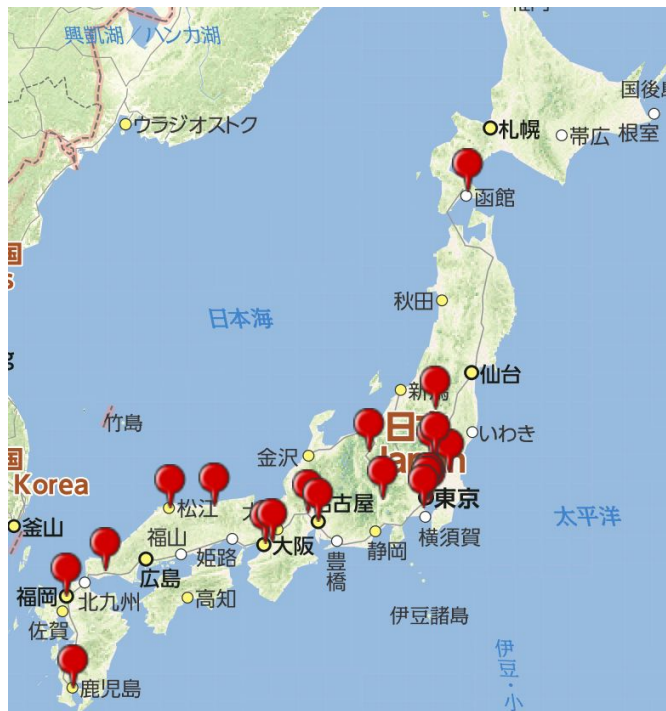 興凱湖／ハンカ湖
国後島
ウラジオストク
札幌
帯広
根室
函館
国
秋田
日本海
仙台
新潟
竹島
いわき
金沢
日
Japan
国
Korea
松江
名古屋
東京
釜山
福山
姫路
大阪
豊橋
静岡
横須賀
太平洋
広島
福岡
北九州
高知
佐賀
伊豆諸島
鹿児島
伊豆・小